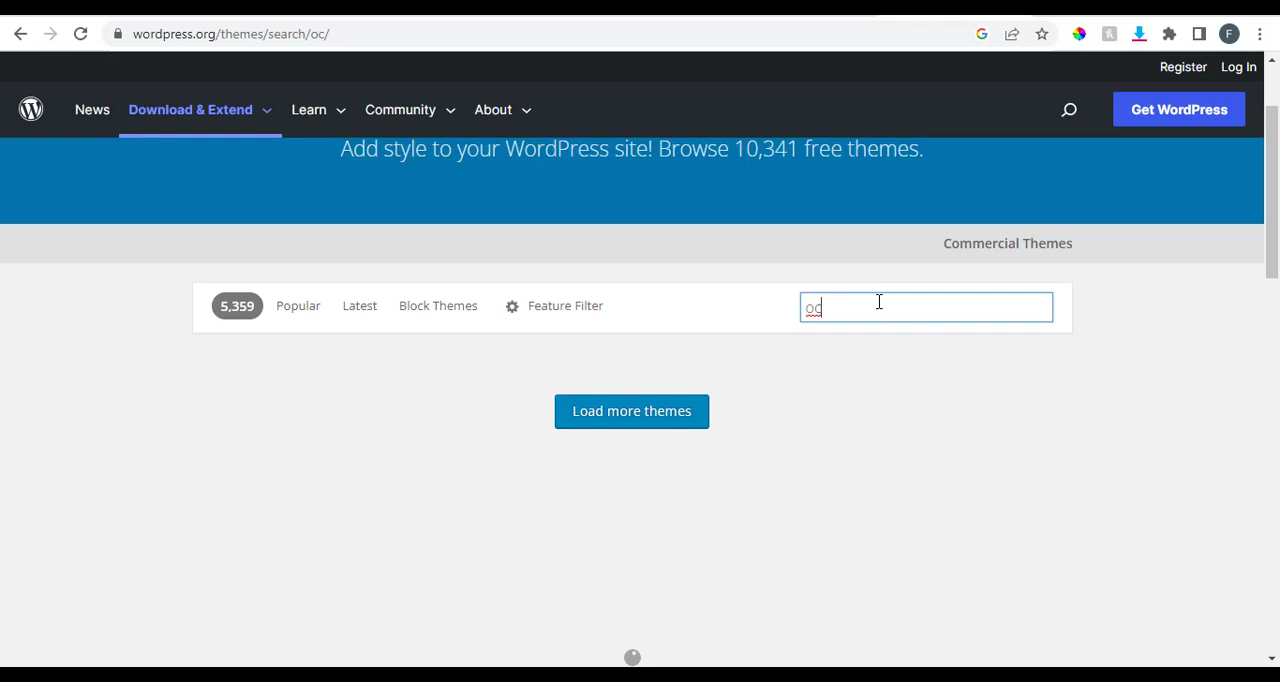 wordpress.org/themes/search/oc/
F
Register Log In
News Download & Extend Learn Community About Get WordPress
Add style to your WordPress site! Browse 10,341 free themes.
Commercial Themes
5,359 Popular Latest Block Themes Feature Filter oc
Load more themes